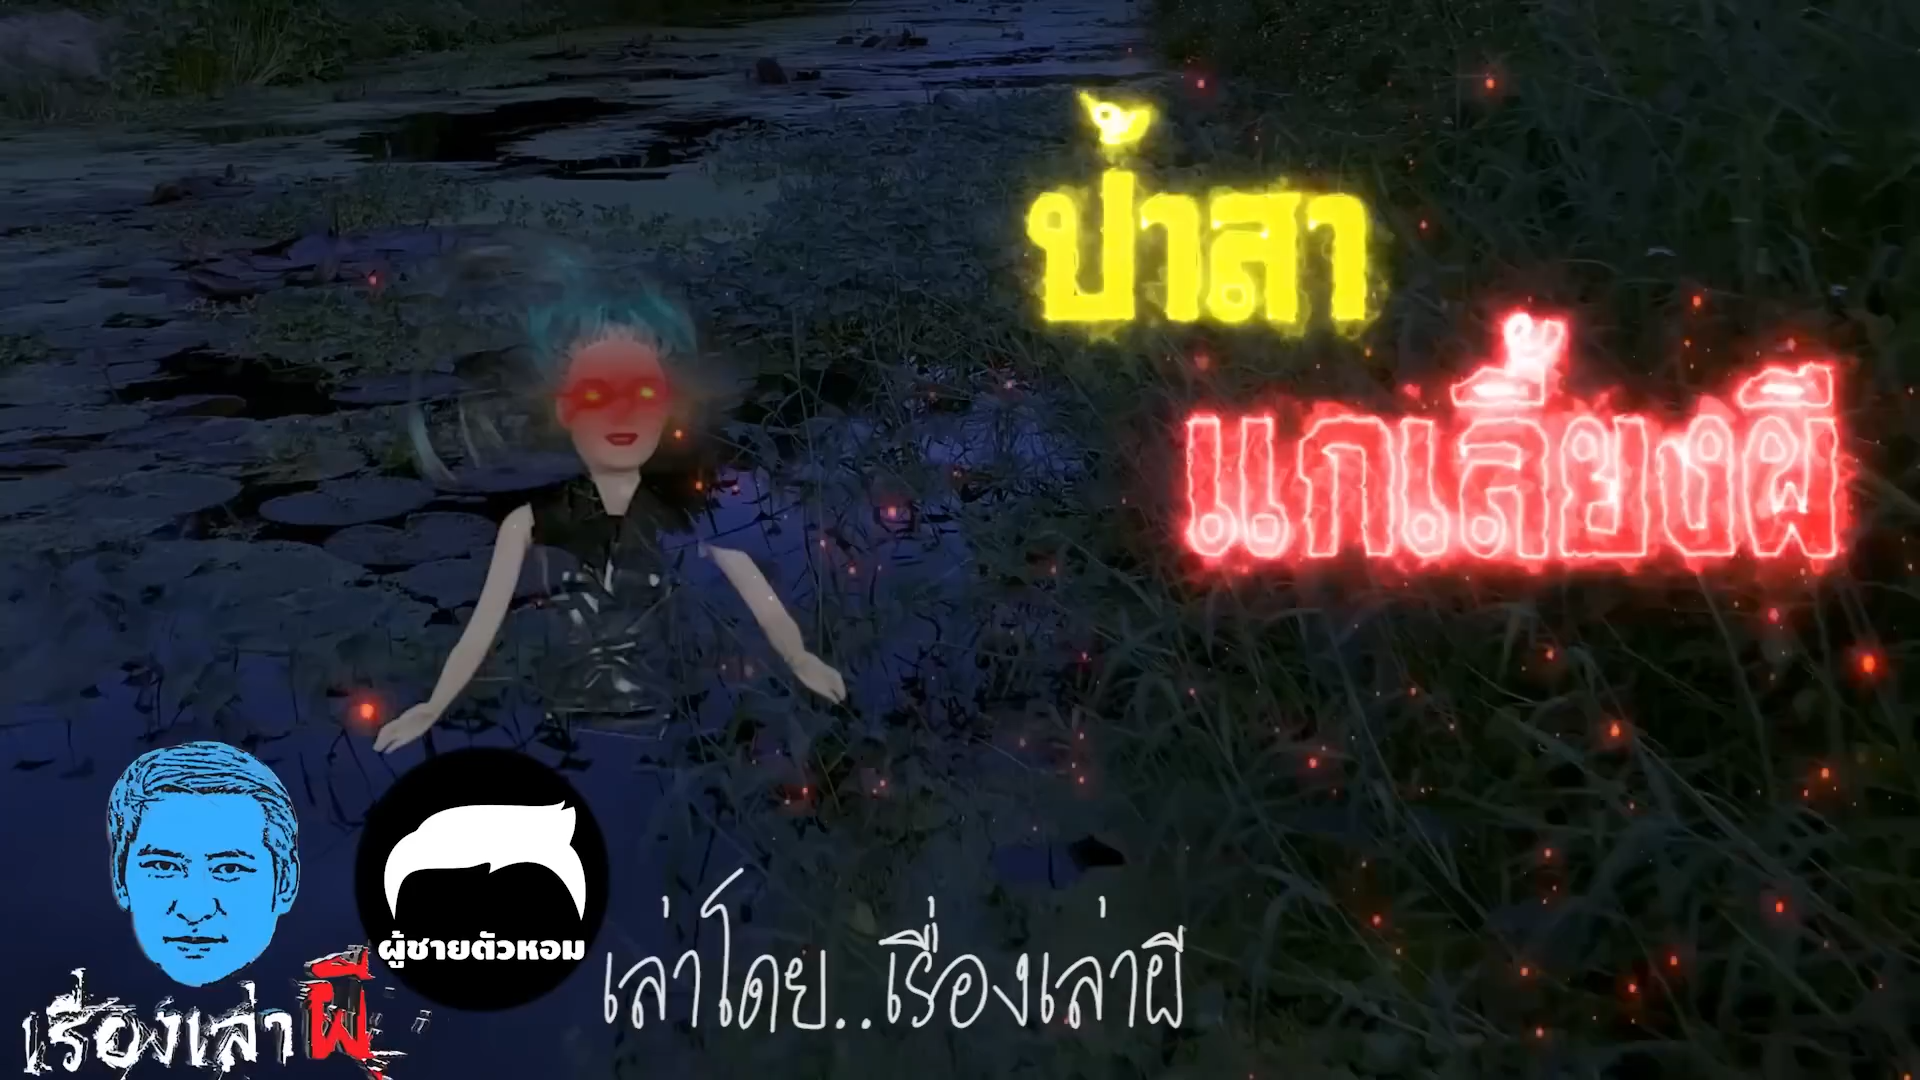 ป้าสา
แกเลี้ยงผี
ผู้ชายตัวหอม
เรื่องเล่าผี
เล่าโดย..เรื่องเล่าผี